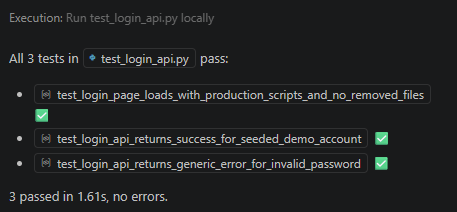 Execution: Run test_login_api.py locally
All 3 tests in test_login_api.py pass:
test_login_page_loads_with_production_scripts_and_no_removed_files
✅
test_login_api_returns_success_for_seeded_demo_account ✅
test_login_api_returns_generic_error_for_invalid_password ✅
3 passed in 1.61s, no errors.